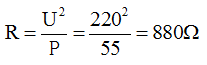 R = U²/P = 220²/55 = 880Ω